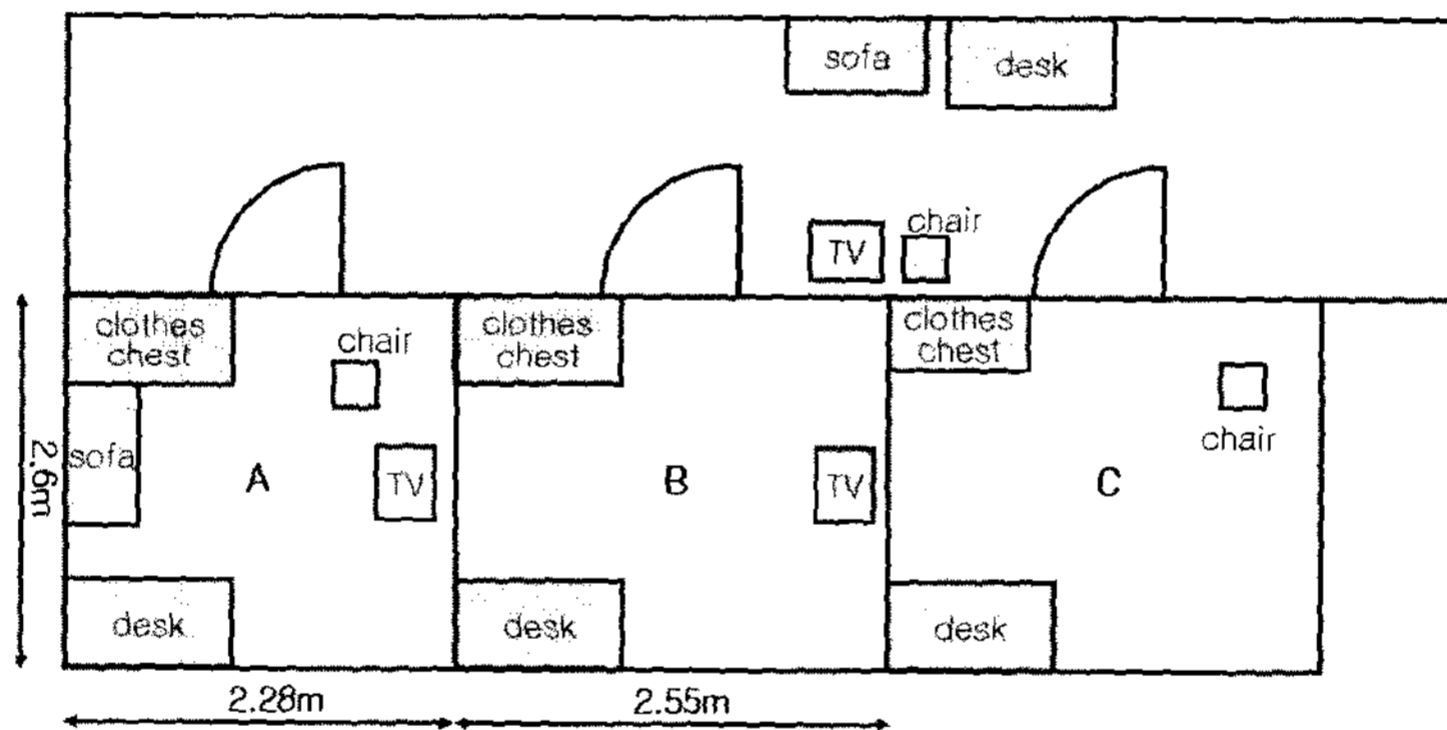 sofa
desk
TV
chair
clothes
chest
chair
sofa
A
TV
desk
2.6m
clothes
chest
B
TV
desk
clothes
chest
chair
C
desk
2.28m
2.55m